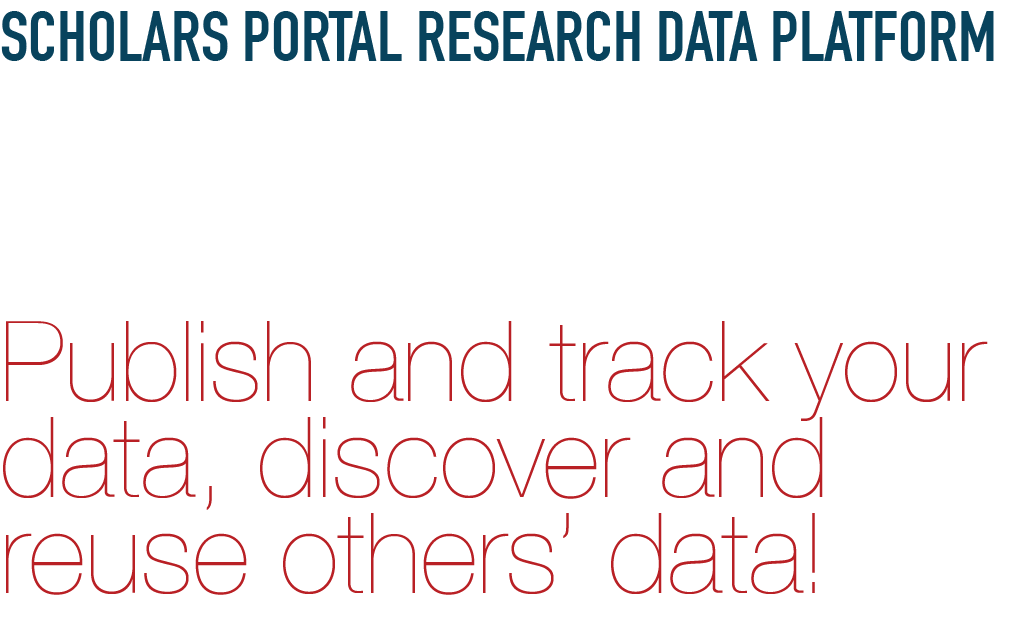 SCHOLARS PORTAL RESEARCH DATA PLATFORM
Publish and track your
data, discover and
reuse others’ data!